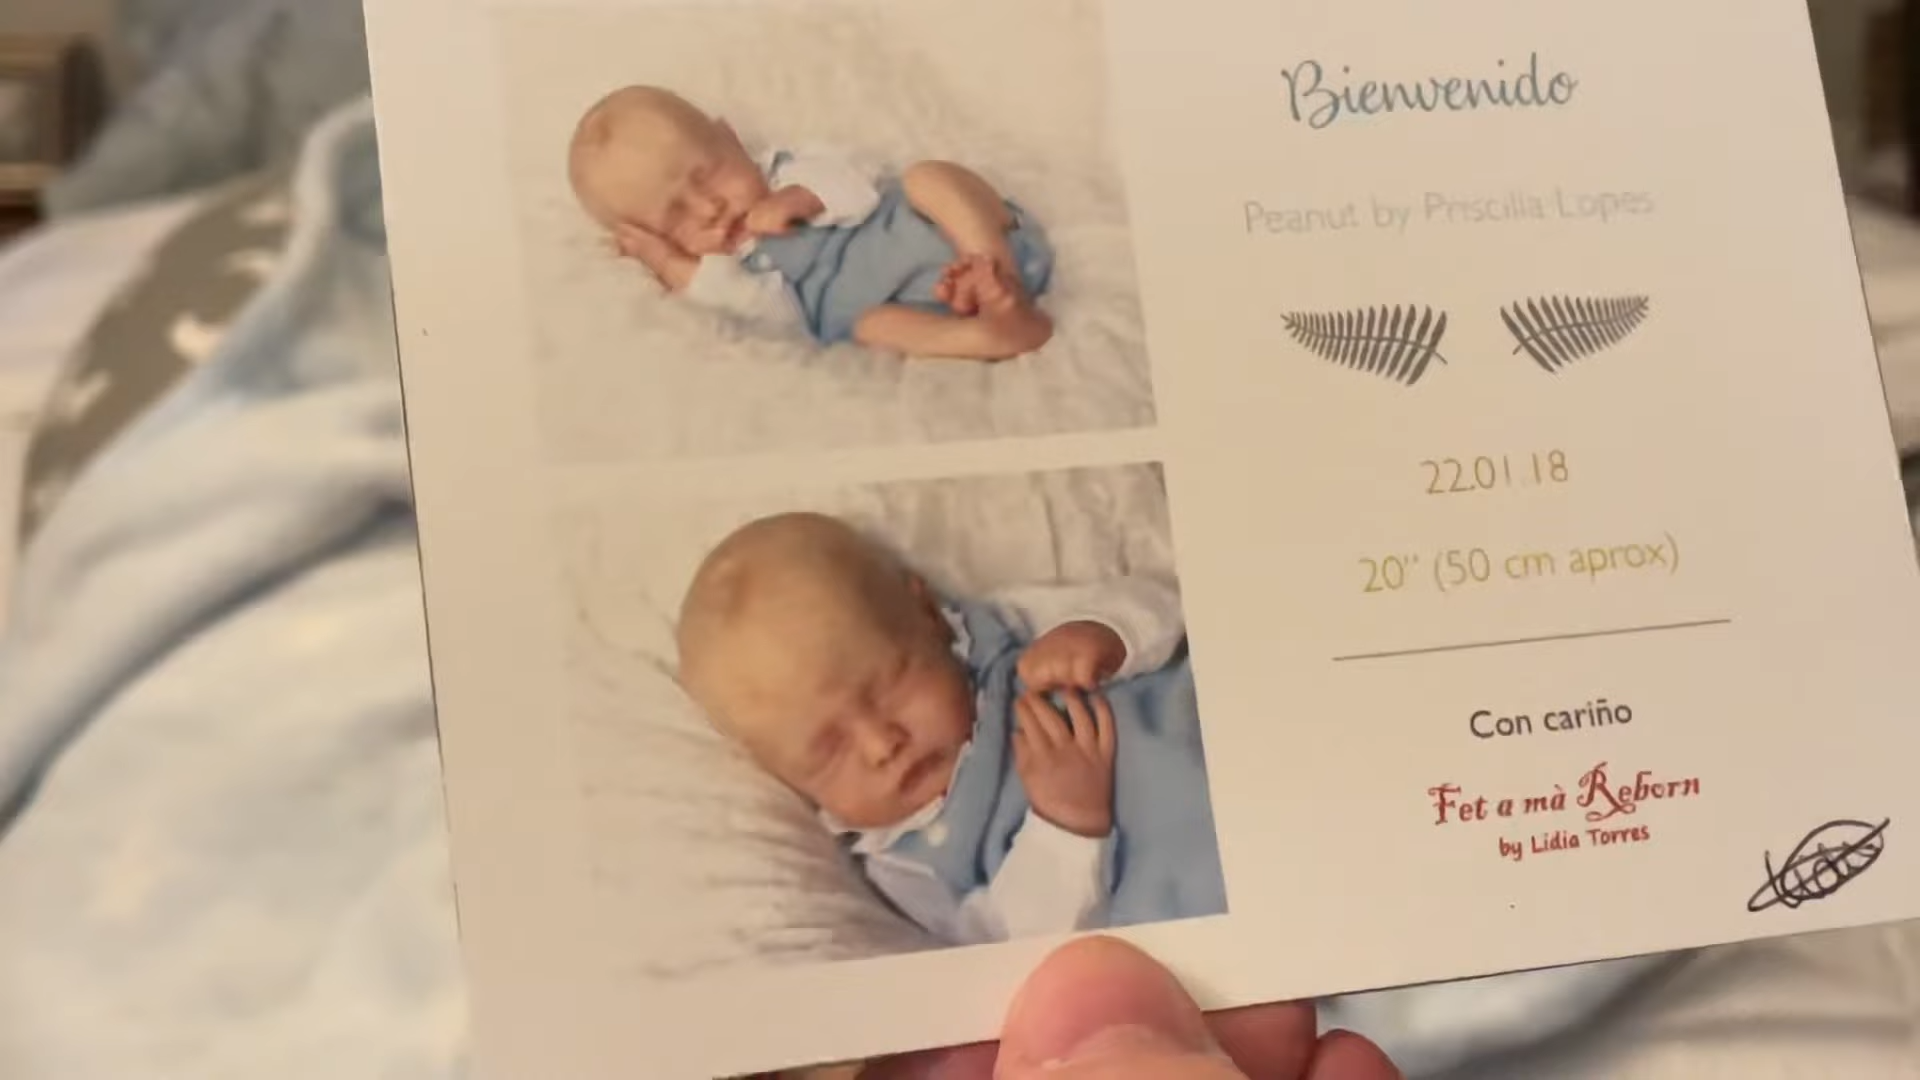 Bienvenido
Peanut by Priscilla Lopes
22.01.18
20" (50 cm aprox)
Con cariño
Fet a mà Reborn
by Lidia Torres